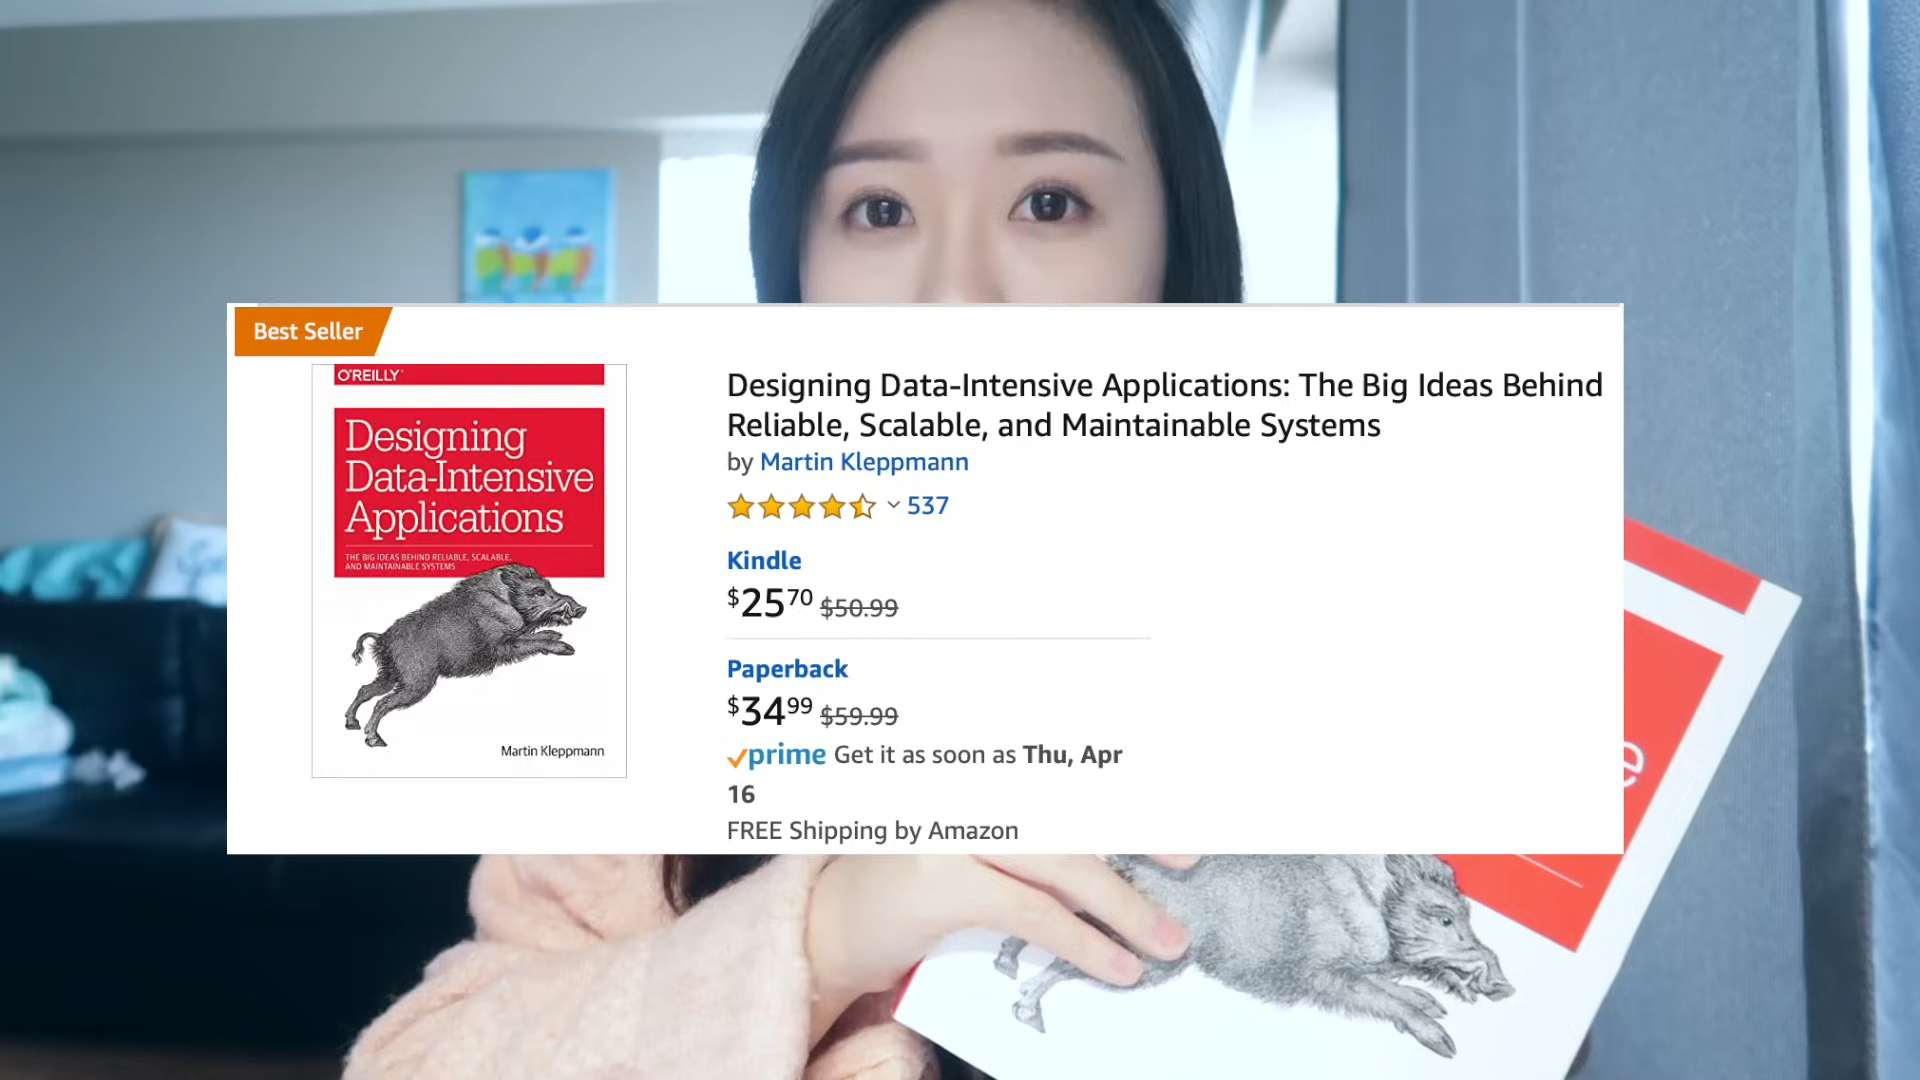 Best Seller
O'REILLY
Designing
Data-Intensive
Applications
THE BIG IDEAS BEHIND RELIABLE, SCALABLE,
AND MAINTAINABLE SYSTEMS
Martin Kleppmann
Designing Data-Intensive Applications: The Big Ideas Behind
Reliable, Scalable, and Maintainable Systems
by Martin Kleppmann
537
Kindle
$25.70 $50.99
Paperback
$34.99 $59.99
prime Get it as soon as Thu, Apr
16
FREE Shipping by Amazon
e